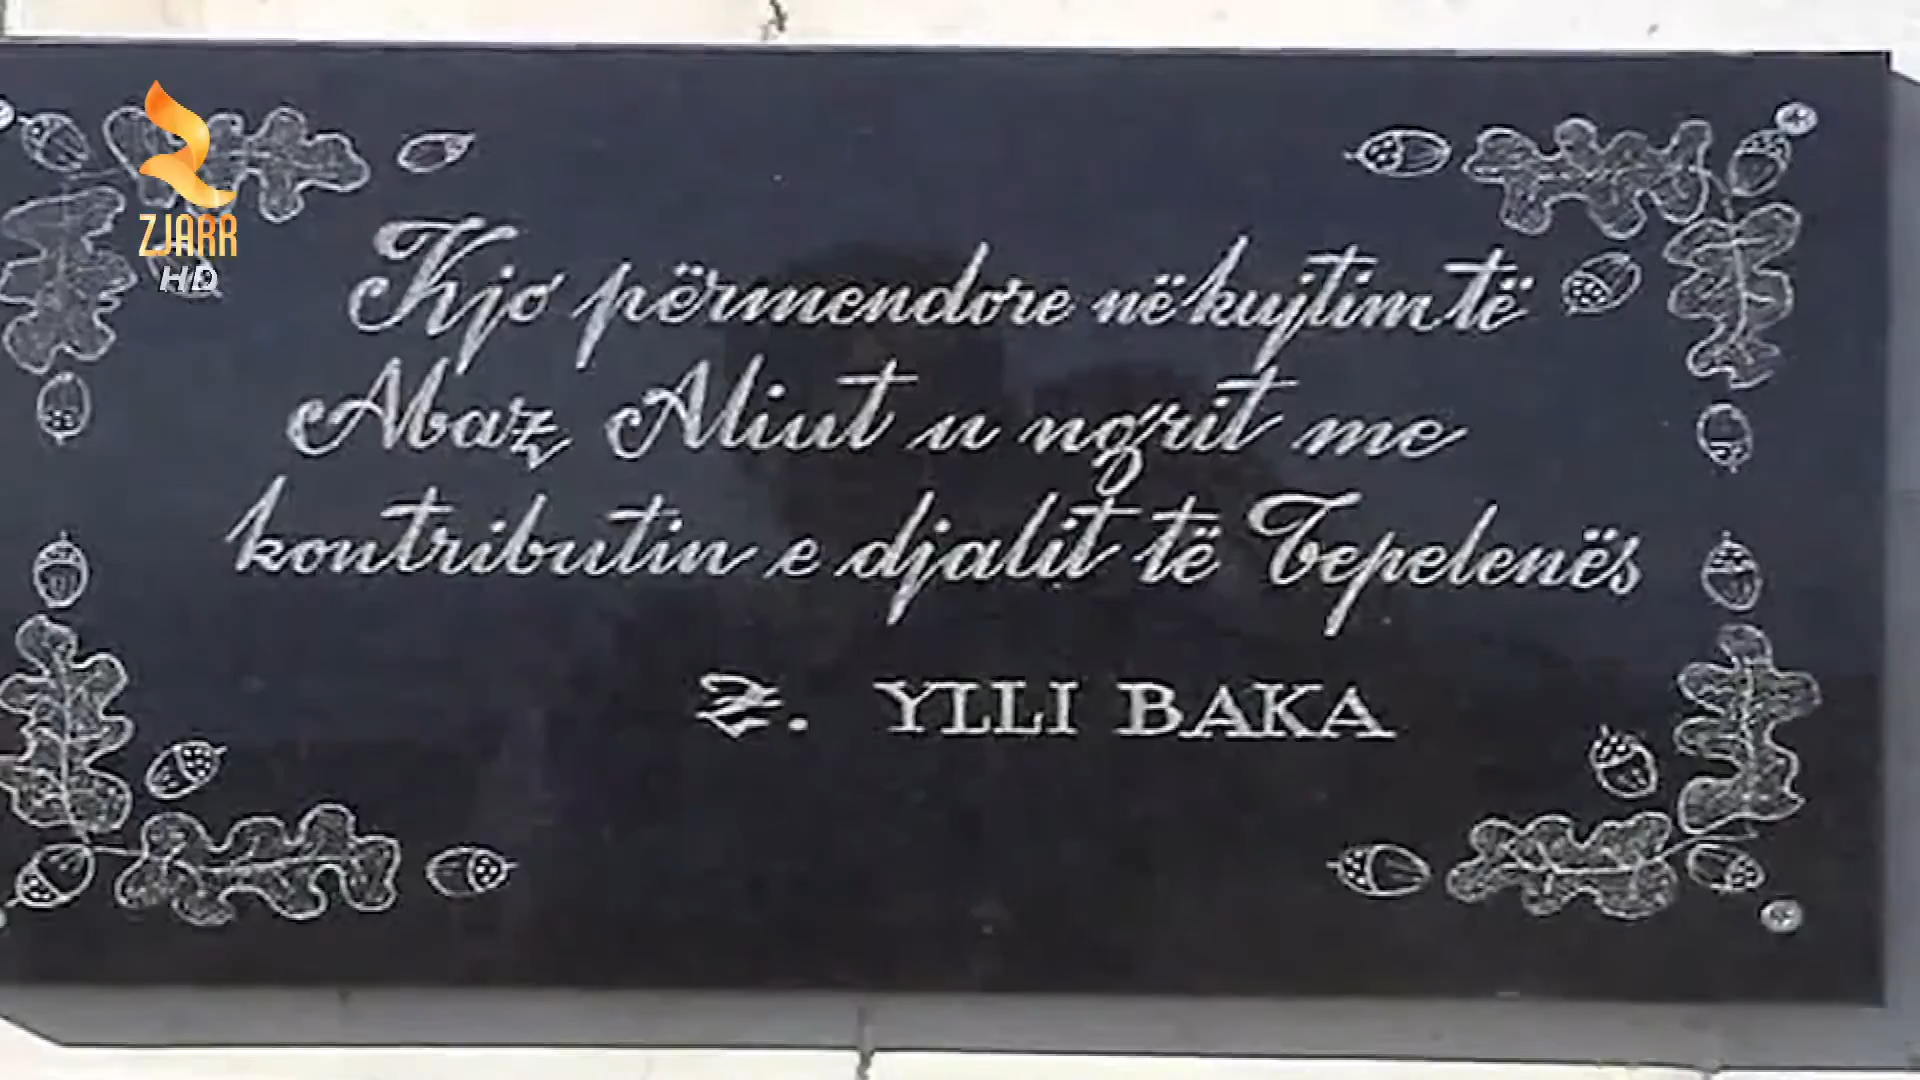 ZJARR
HD
Kjo përmendore në kujtim të
Abaz Aliut u ngrit me
kontributin e djalit të Tepelenës
Z. YLLI BAKA